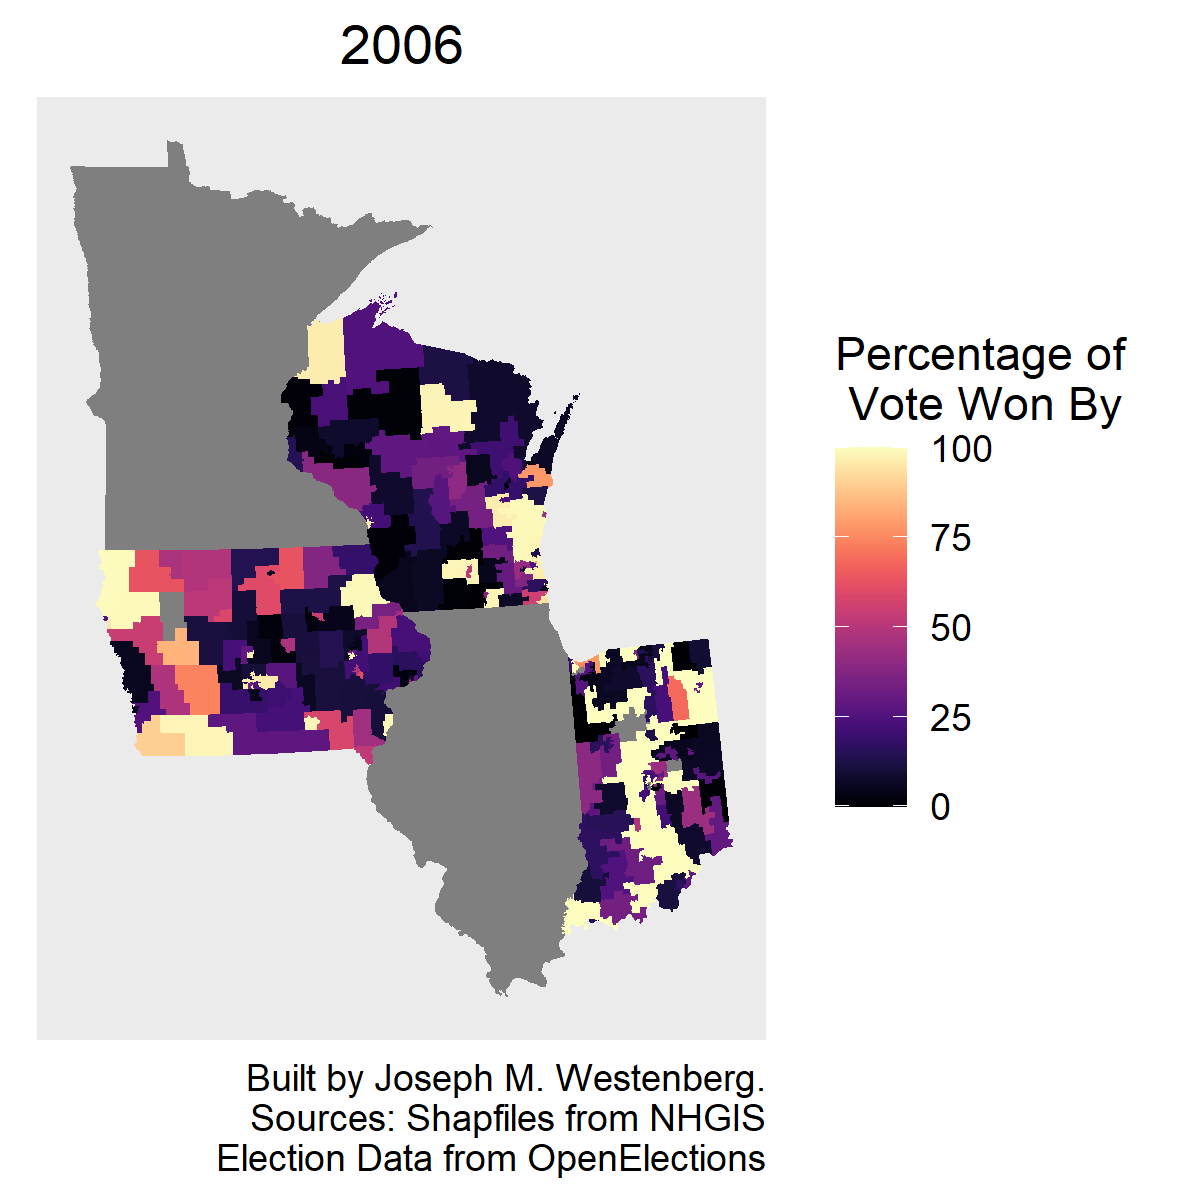 2006
Percentage of
Vote Won By
100
75
50
25
0
Built by Joseph M. Westenberg.
Sources: Shapfiles from NHGIS
Election Data from OpenElections